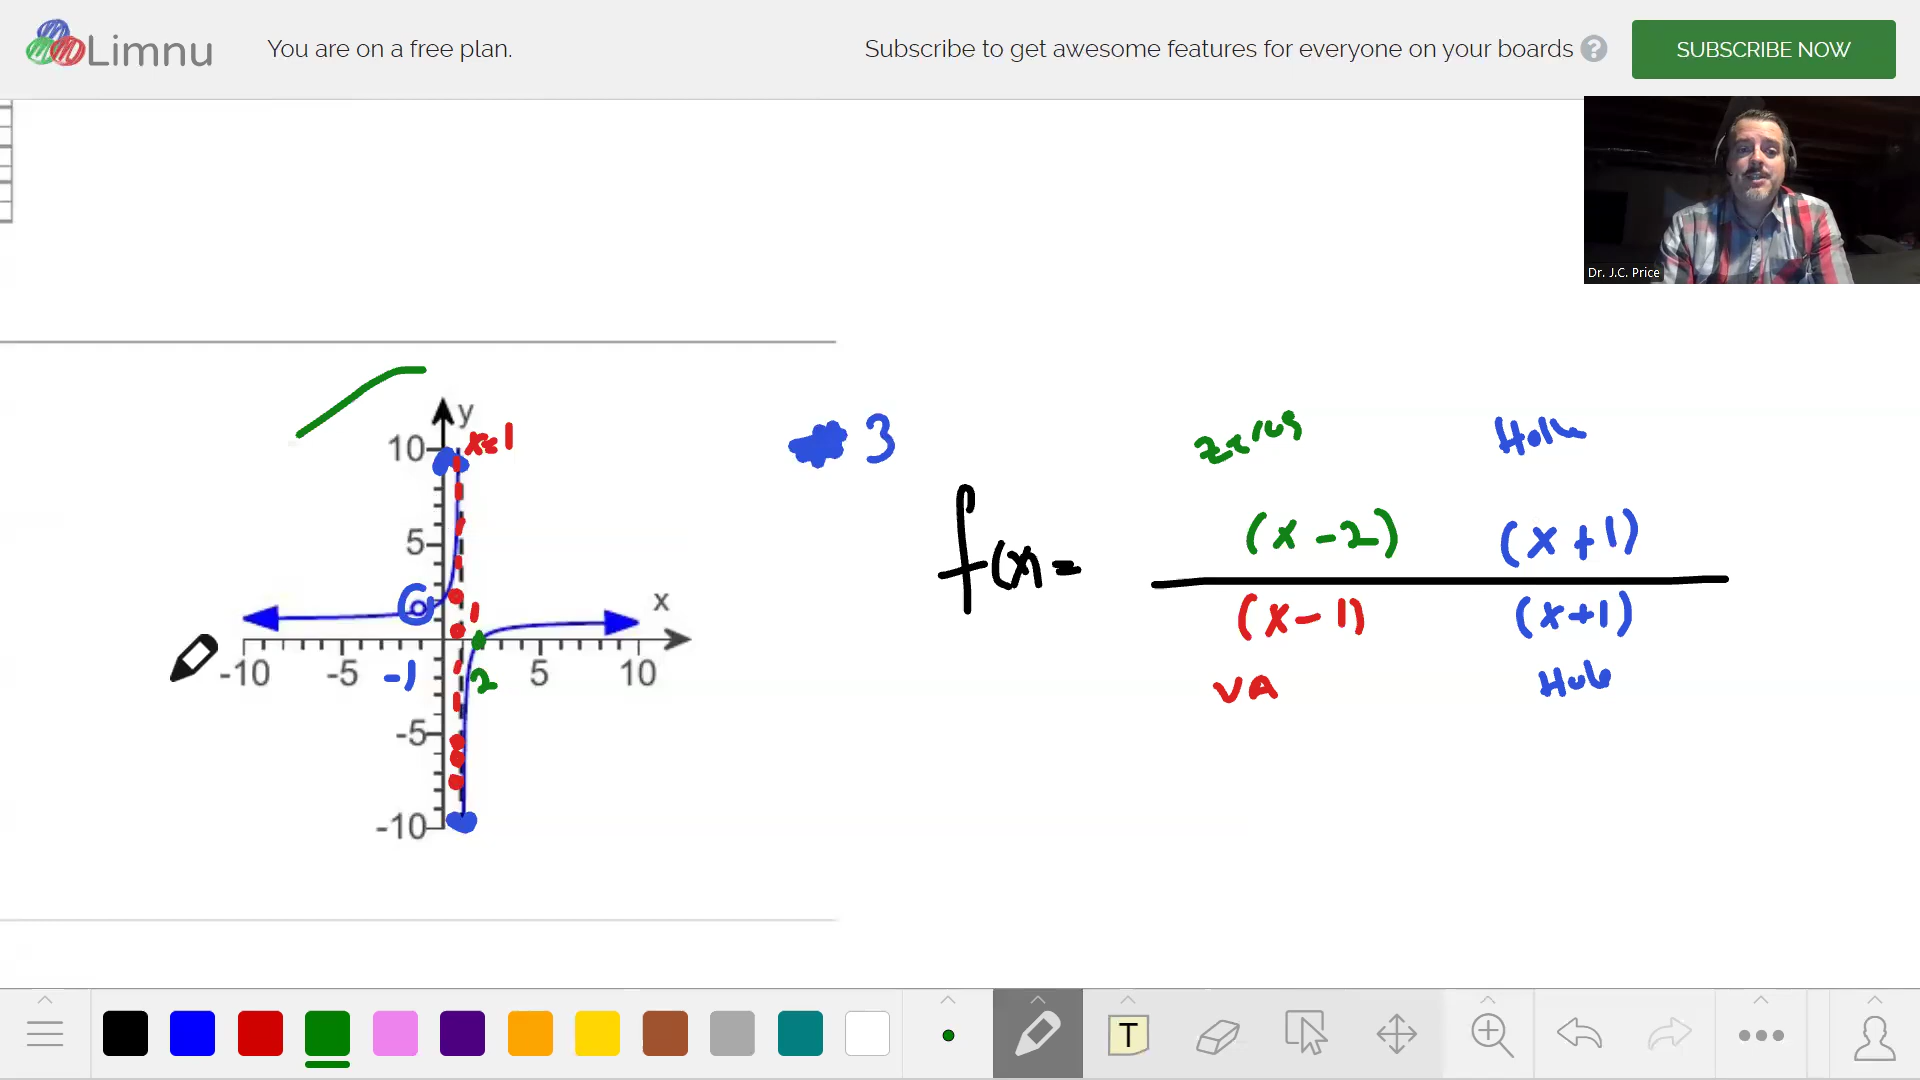 Limnu
You are on a free plan.
Subscribe to get awesome features for everyone on your boards ?
SUBSCRIBE NOW
Dr. J.C. Price
y
10
x=1
5
x
1
-10
-5
-1
2
5
10
-5
-10
3
zeros
Hole
f(x)=
(x-2) (x+1)
(x-1) (x+1)
VA
Hole
T